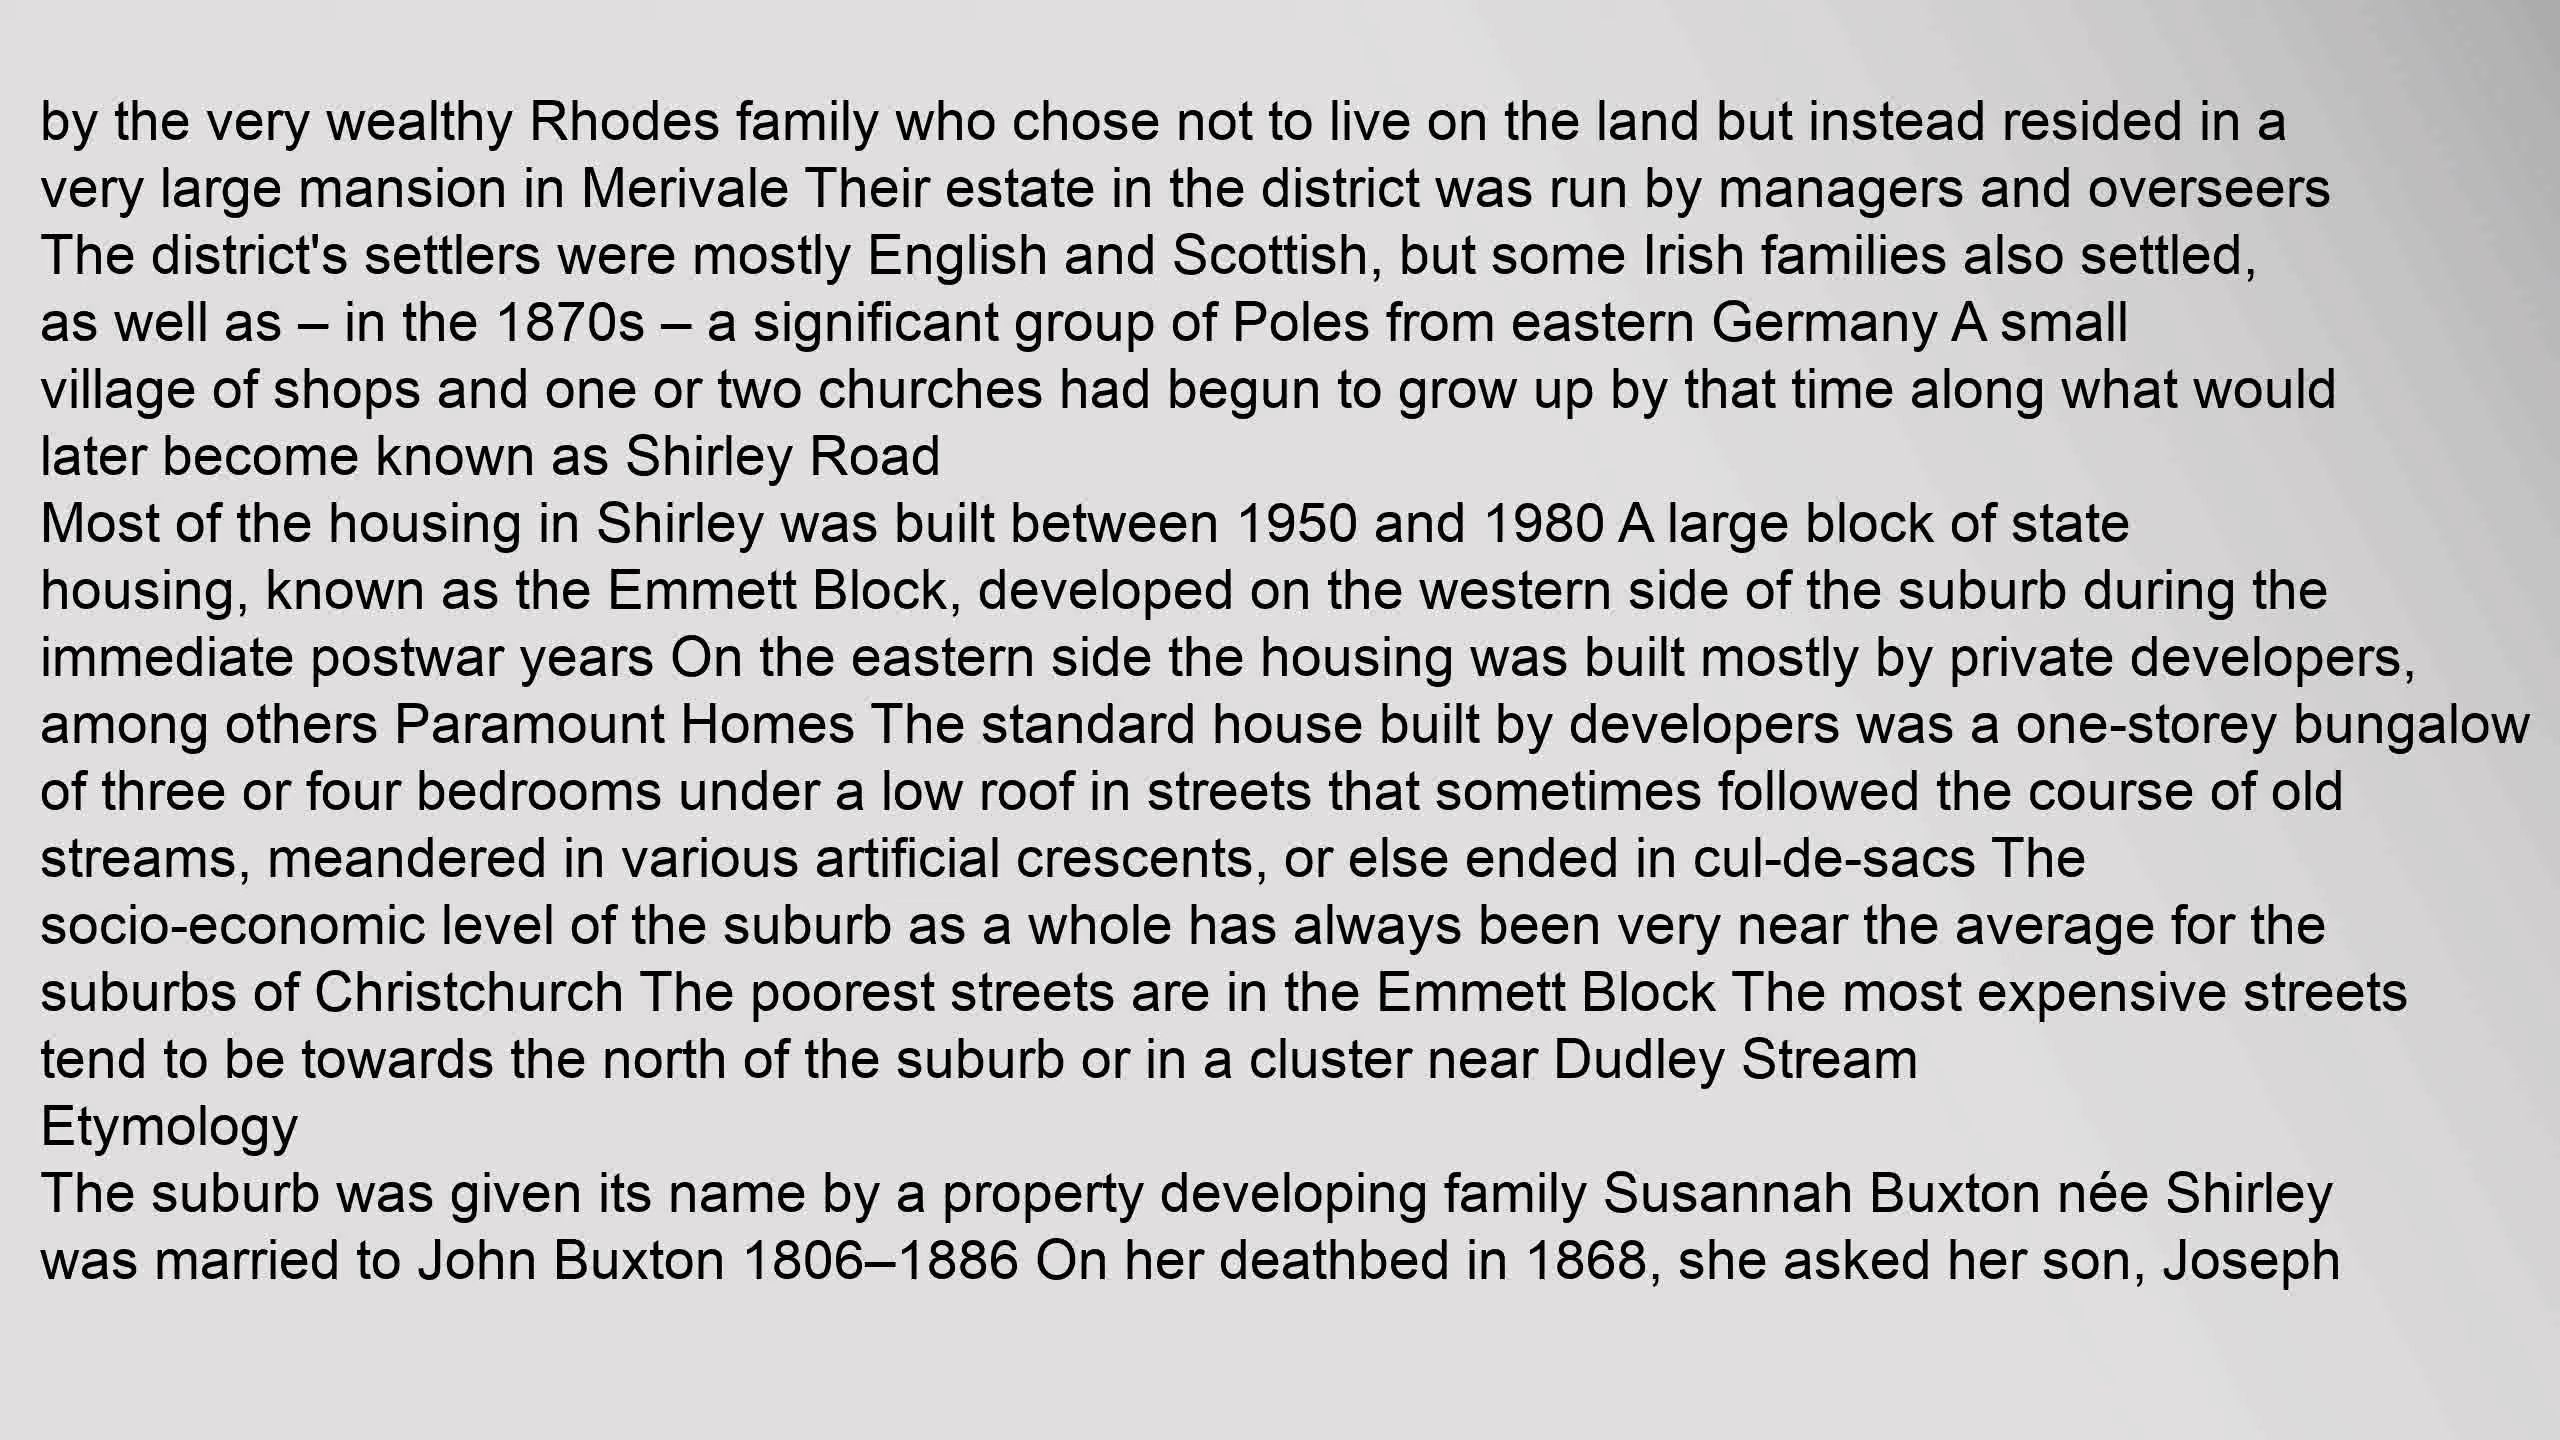 by the very wealthy Rhodes family who chose not to live on the land but instead resided in a
very large mansion in Merivale Their estate in the district was run by managers and overseers
The district's settlers were mostly English and Scottish, but some Irish families also settled,
as well as – in the 1870s – a significant group of Poles from eastern Germany A small
village of shops and one or two churches had begun to grow up by that time along what would
later become known as Shirley Road
Most of the housing in Shirley was built between 1950 and 1980 A large block of state
housing, known as the Emmett Block, developed on the western side of the suburb during the
immediate postwar years On the eastern side the housing was built mostly by private developers,
among others Paramount Homes The standard house built by developers was a one-storey bungalow
of three or four bedrooms under a low roof in streets that sometimes followed the course of old
streams, meandered in various artificial crescents, or else ended in cul-de-sacs The
socio-economic level of the suburb as a whole has always been very near the average for the
suburbs of Christchurch The poorest streets are in the Emmett Block The most expensive streets
tend to be towards the north of the suburb or in a cluster near Dudley Stream
Etymology
The suburb was given its name by a property developing family Susannah Buxton née Shirley
was married to John Buxton 1806–1886 On her deathbed in 1868, she asked her son, Joseph